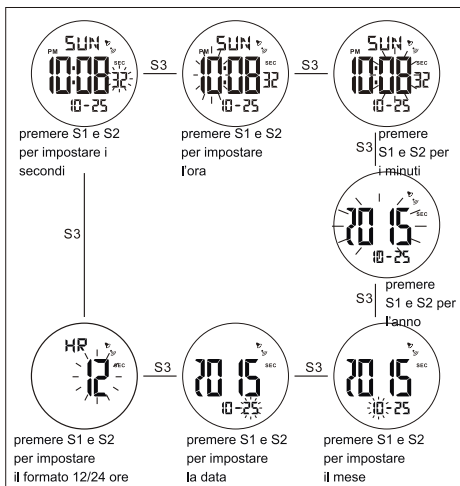 SUN
PM 10:08 SEC 32
10-25
premere S1 e S2
per impostare i
secondi
S3
SUN
PM 10:08 SEC 32
10-25
premere S1 e S2
per impostare
l'ora
S3
SUN
PM 10:08 SEC 32
10-25
premere
S1 e S2 per
i minuti
S3
2015 SEC
10-25
premere
S1 e S2 per
l'anno
S3
2015 SEC
10-25
premere S1 e S2
per impostare
il mese
S3
2015 SEC
10-25
premere S1 e S2
per impostare
la data
S3
HR
12 SEC
premere S1 e S2
per impostare
il formato 12/24 ore
S3